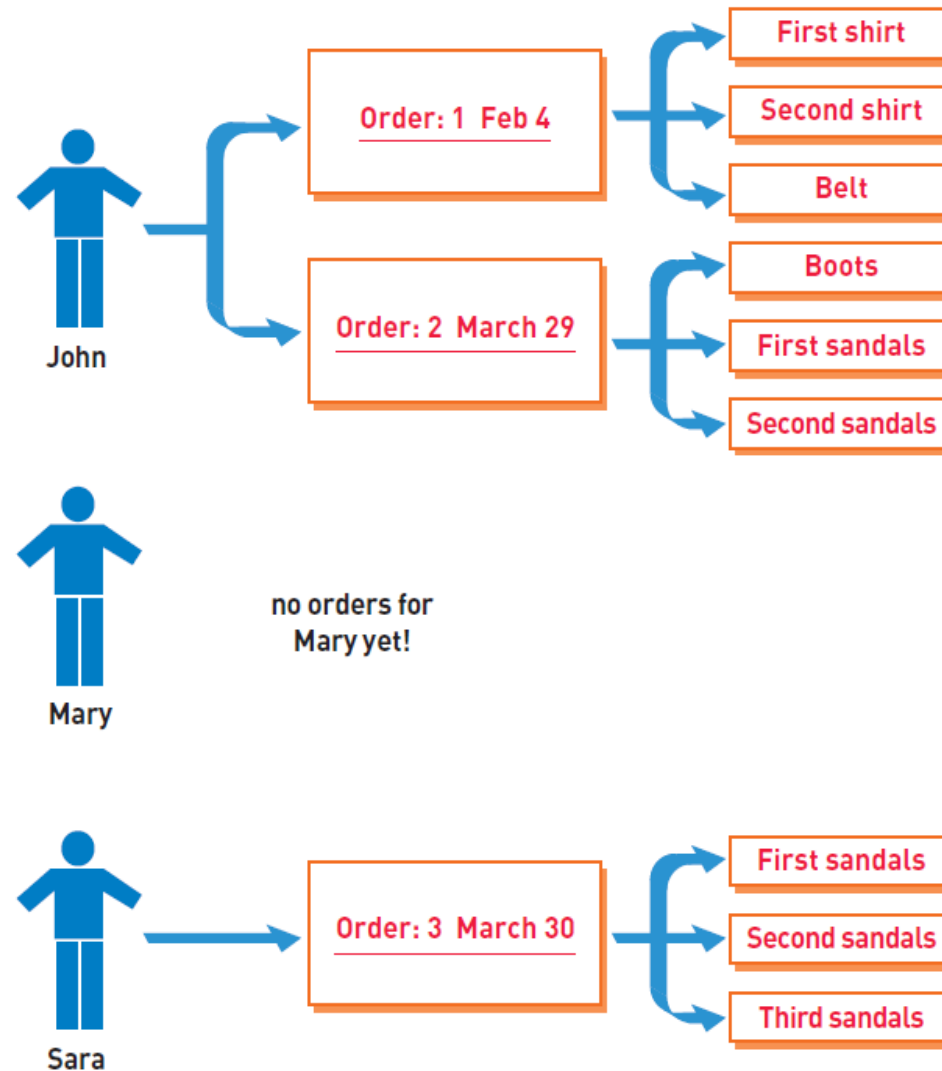 First shirt
Order: 1 Feb 4
Second shirt
Belt
John
Order: 2 March 29
Boots
First sandals
Second sandals
no orders for
Mary yet!
Mary
Order: 3 March 30
First sandals
Second sandals
Third sandals
Sara